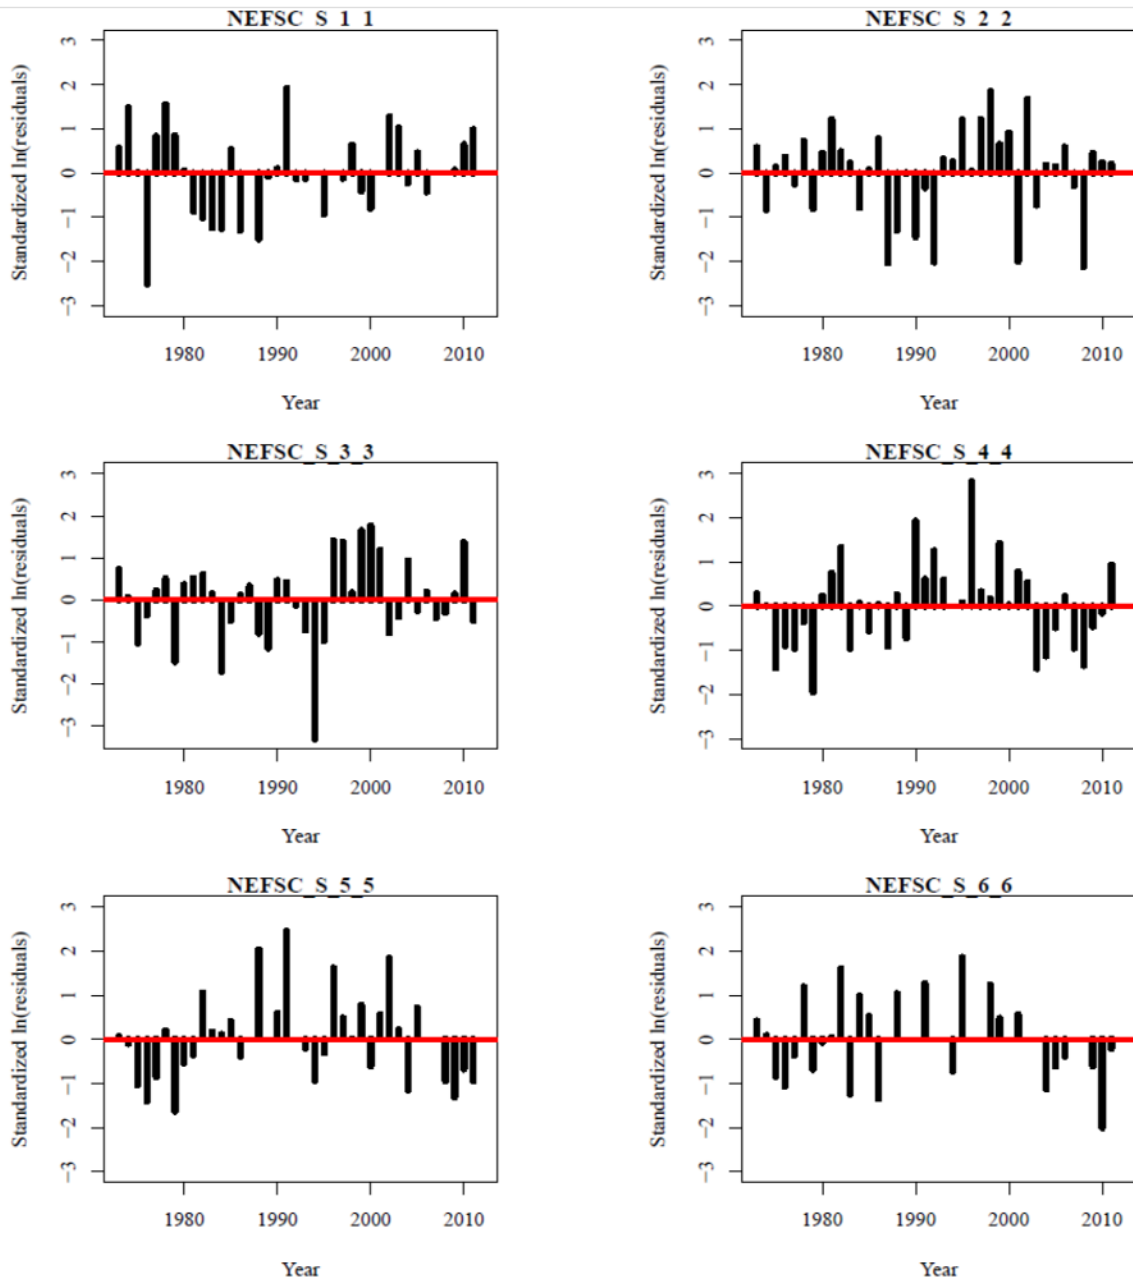 NEFSC_S_1_1
Standardized ln(residuals)
3
2
1
0
−1
−2
−3
1980 1990 2000 2010
Year
NEFSC_S_2_2
Standardized ln(residuals)
3
2
1
0
−1
−2
−3
1980 1990 2000 2010
Year
NEFSC_S_3_3
Standardized ln(residuals)
3
2
1
0
−1
−2
−3
1980 1990 2000 2010
Year
NEFSC_S_4_4
Standardized ln(residuals)
3
2
1
0
−1
−2
−3
1980 1990 2000 2010
Year
NEFSC_S_5_5
Standardized ln(residuals)
3
2
1
0
−1
−2
−3
1980 1990 2000 2010
Year
NEFSC_S_6_6
Standardized ln(residuals)
3
2
1
0
−1
−2
−3
1980 1990 2000 2010
Year